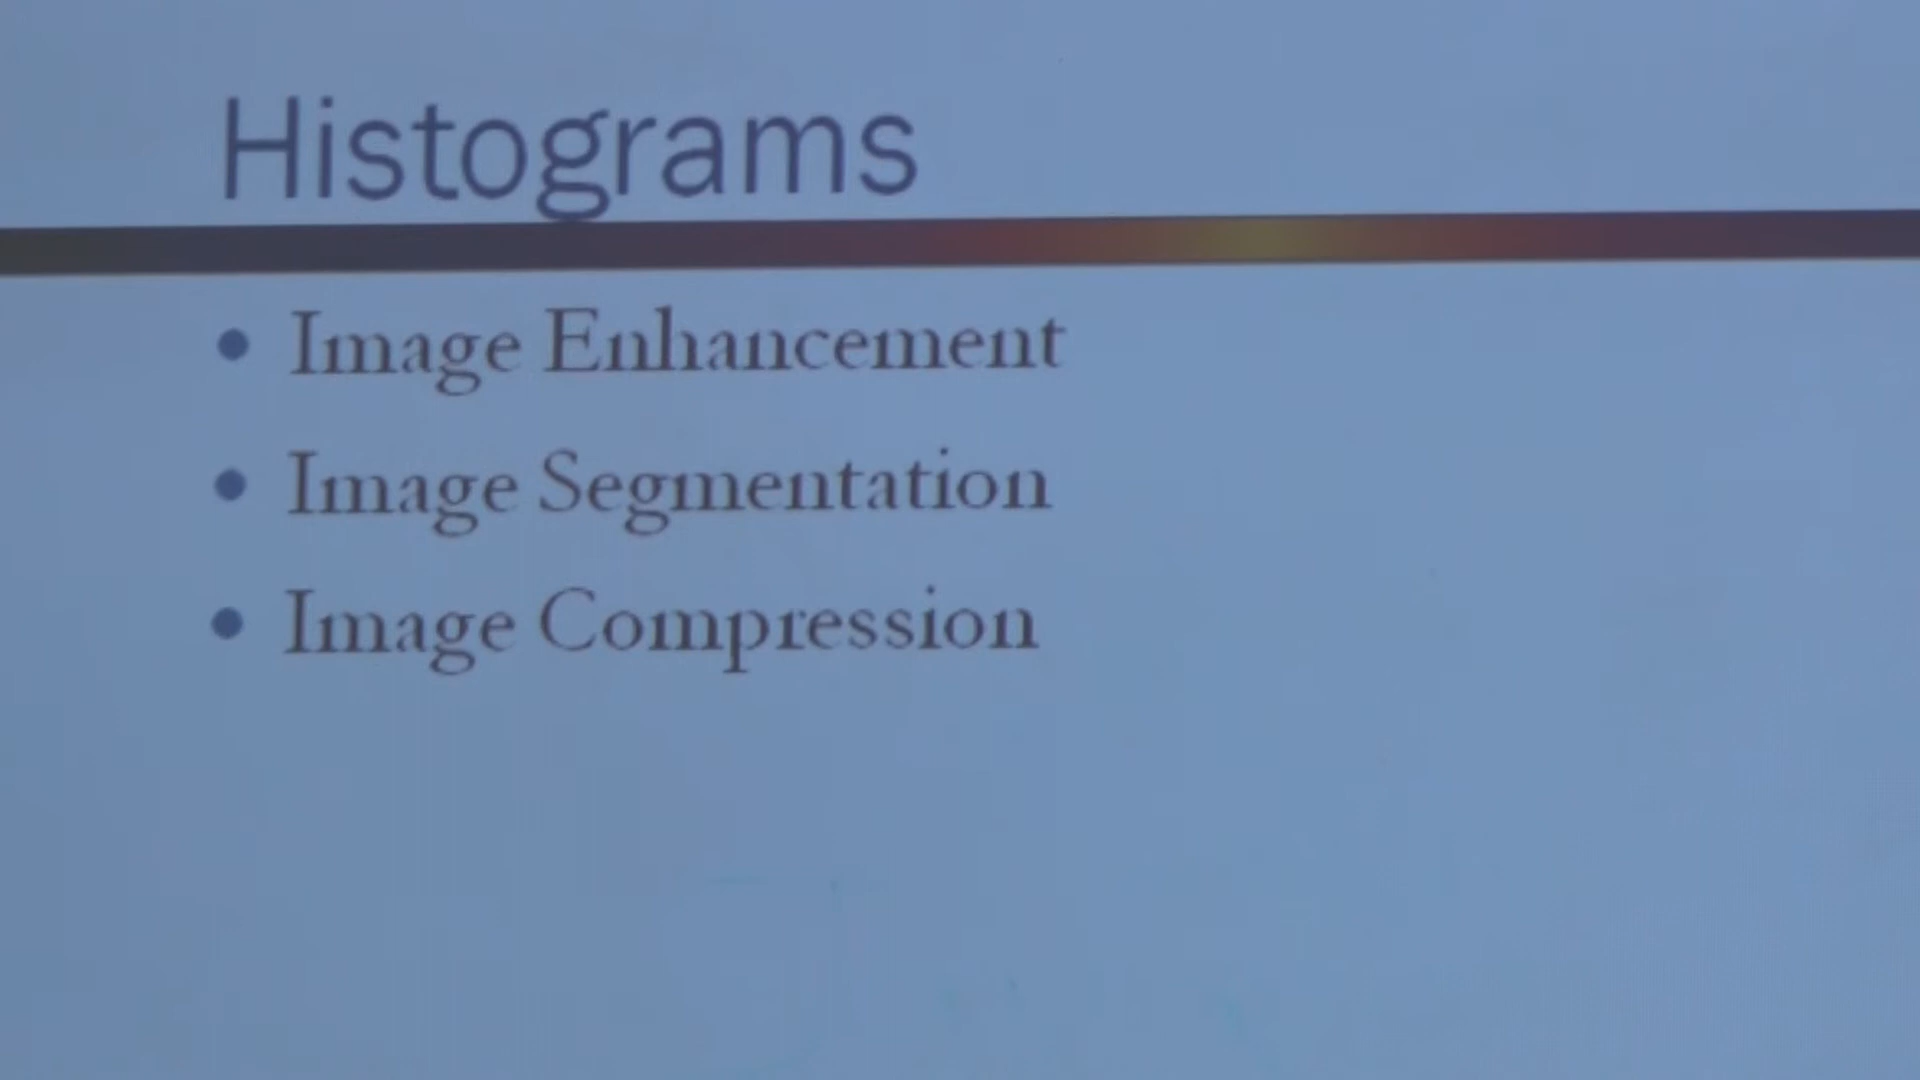 Histograms
• Image Enhancement
• Image Segmentation
• Image Compression